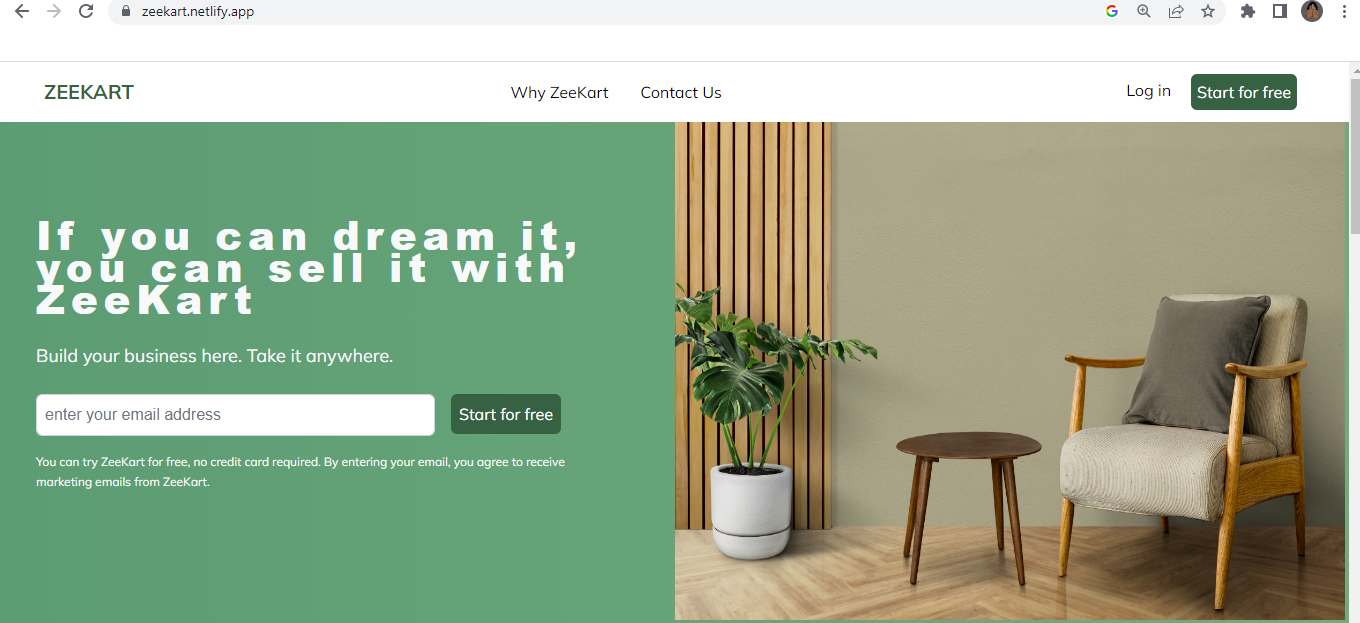 zeekart.netlify.app
ZEEKART
Why ZeeKart
Contact Us
Log in
Start for free
If you can dream it,
you can sell it with
ZeeKart
Build your business here. Take it anywhere.
enter your email address
Start for free
You can try ZeeKart for free, no credit card required. By entering your email, you agree to receive
marketing emails from ZeeKart.